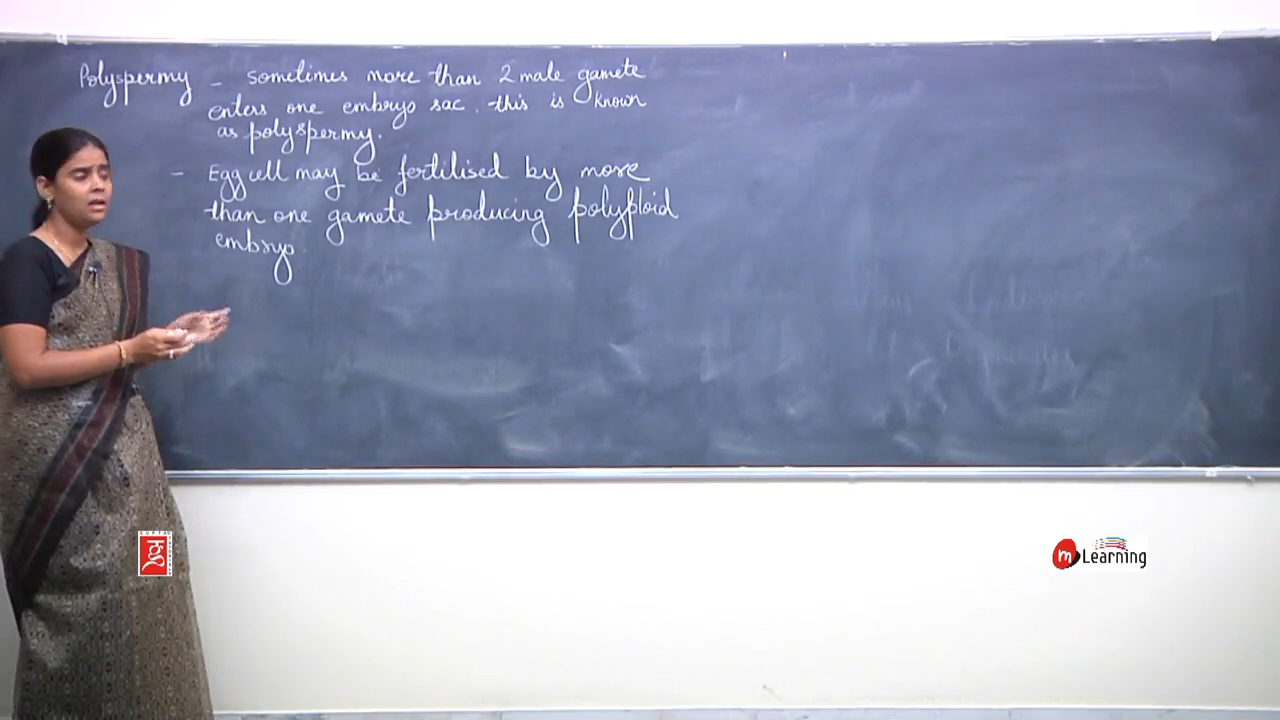 Polyspermy - sometimes more than 2 male gamete
enters one embryo sac. this is known
as polyspermy.
- Egg cell may be fertilised by more
than one gamete producing polyploid
embryo.
m Learning